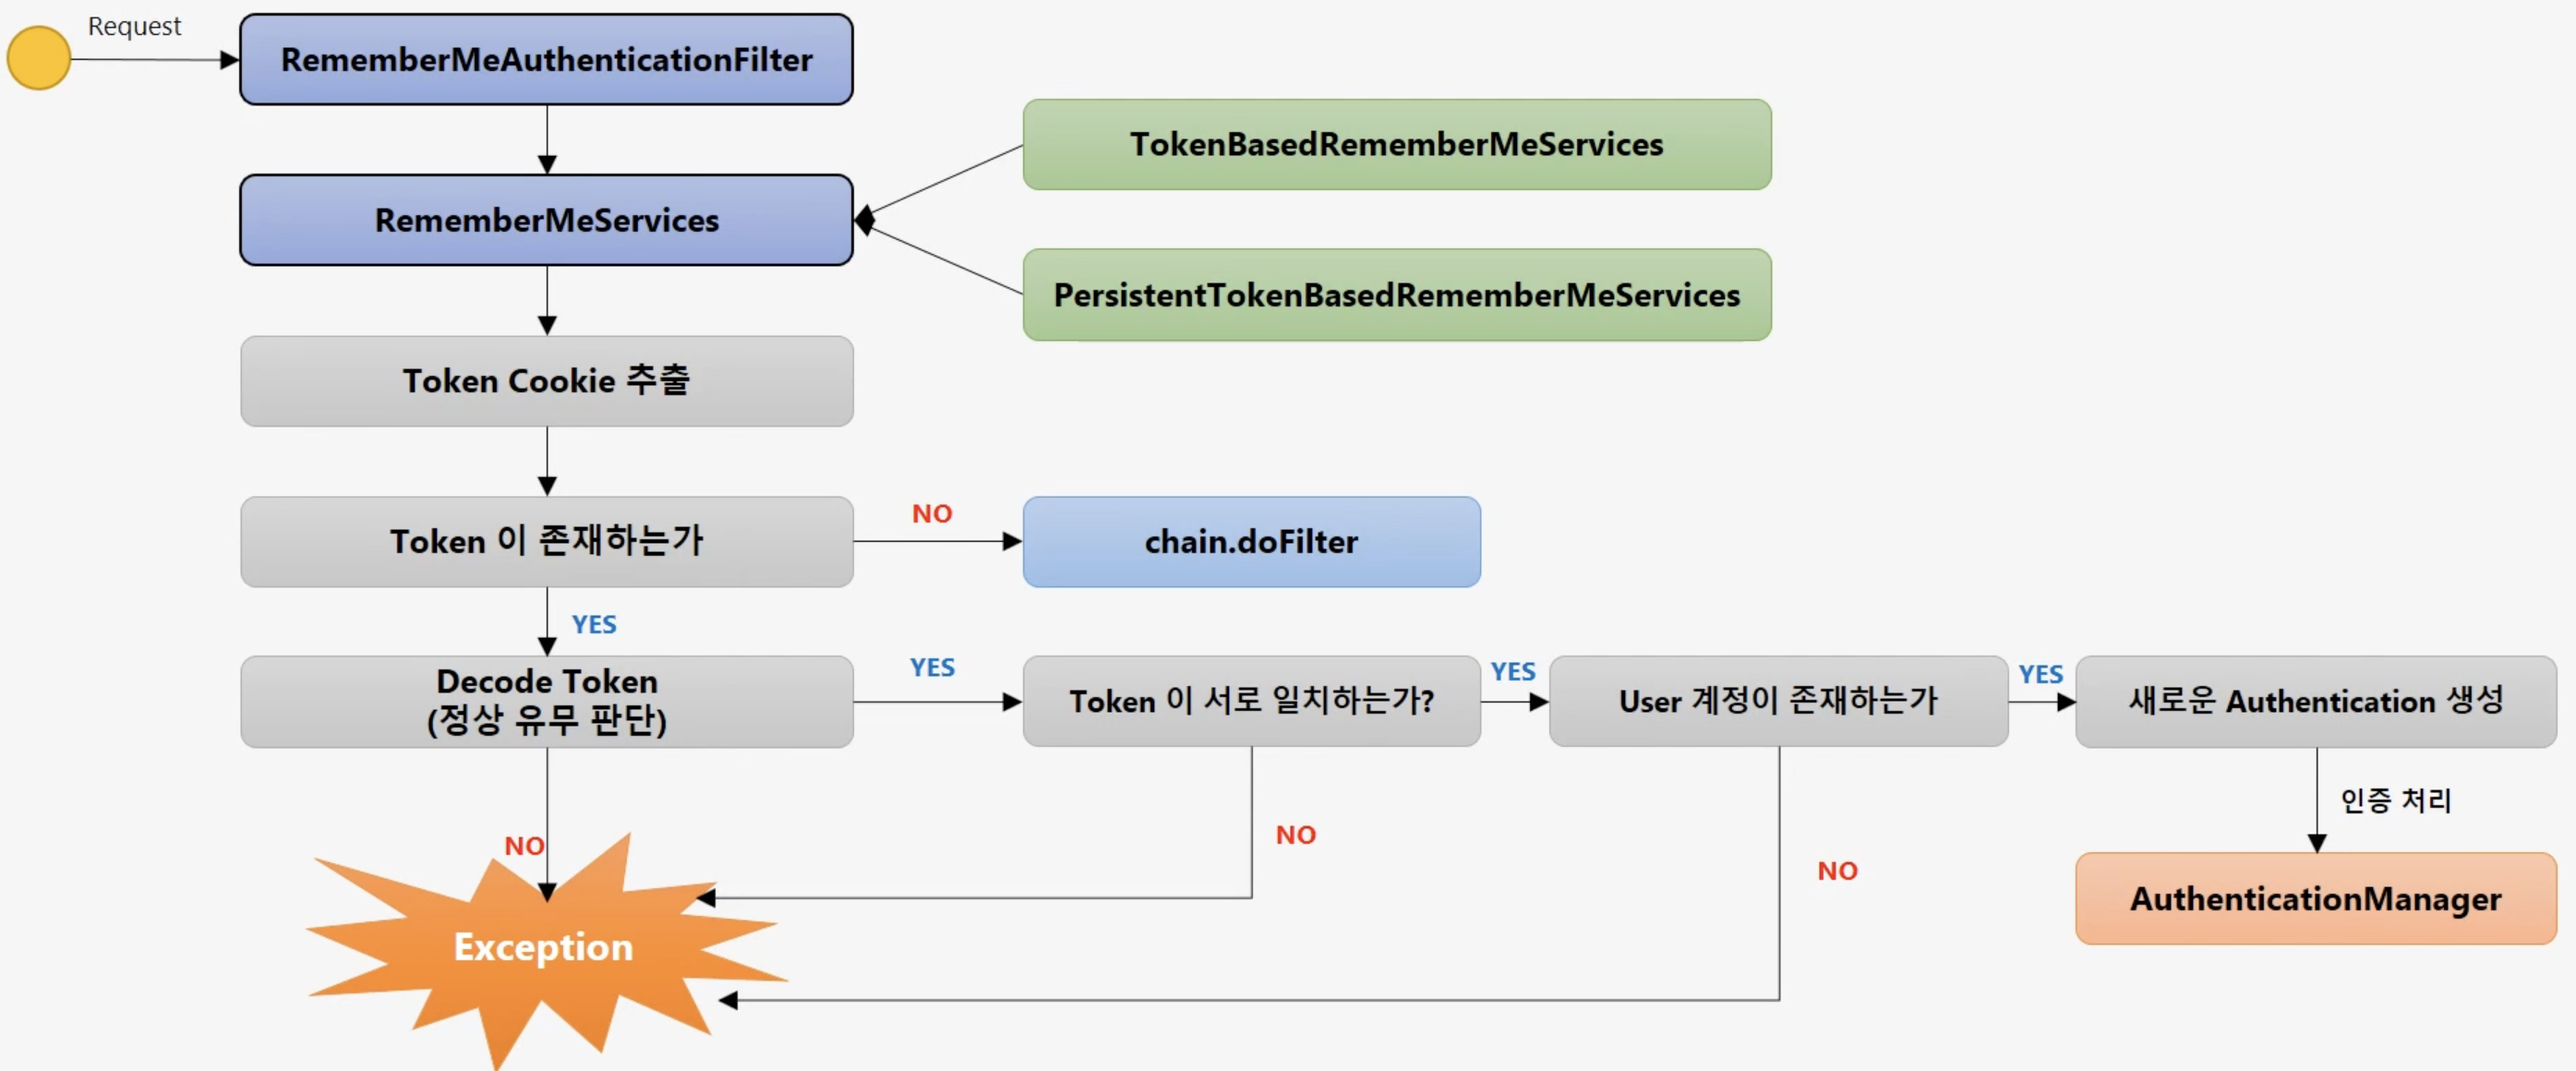 Request
RememberMeAuthenticationFilter
TokenBasedRememberMeServices
RememberMeServices
PersistentTokenBasedRememberMeServices
Token Cookie 추출
Token 이 존재하는가
NO
chain.doFilter
YES
Decode Token
(정상 유무 판단)
YES
Token 이 서로 일치하는가?
YES
User 계정이 존재하는가
YES
새로운 Authentication 생성
인증 처리
NO
NO
NO
AuthenticationManager
Exception